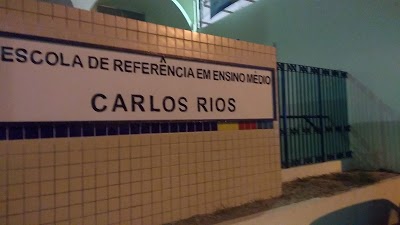 ESCOLA DE REFERÊNCIA EM ENSINO MÉDIO
CARLOS RIOS